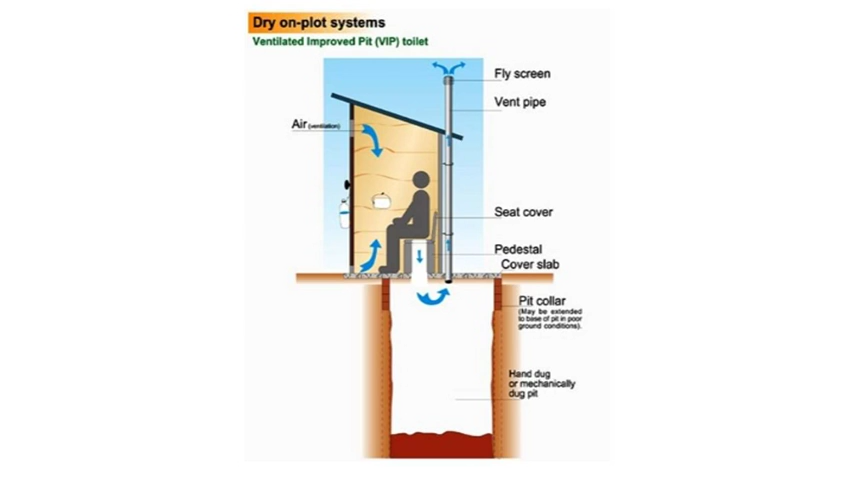 Dry on-plot systems
Ventilated Improved Pit (VIP) toilet
Fly screen
Vent pipe
Air (ventilation)
Seat cover
Pedestal
Cover slab
Pit collar
(May be extended
to base of pit in poor
ground conditions).
Hand dug
or mechanically
dug pit